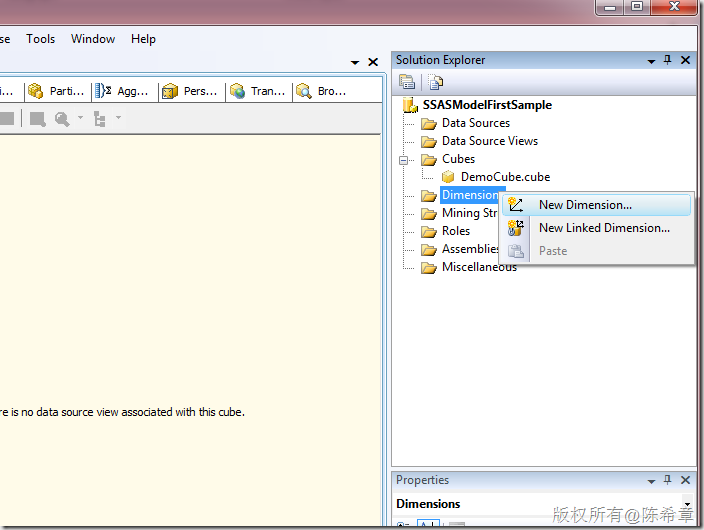 se Tools Window Help
Solution Explorer
i... Parti... Agg... Pers... Tran... Bro...
SSASModelFirstSample
Data Sources
Data Source Views
Cubes
DemoCube.cube
Dimension
New Dimension...
Mining Str
New Linked Dimension...
Roles
Assemblies
Paste
Miscellaneous
re is no data source view associated with this cube.
Properties
Dimensions
版权所有@陈希章